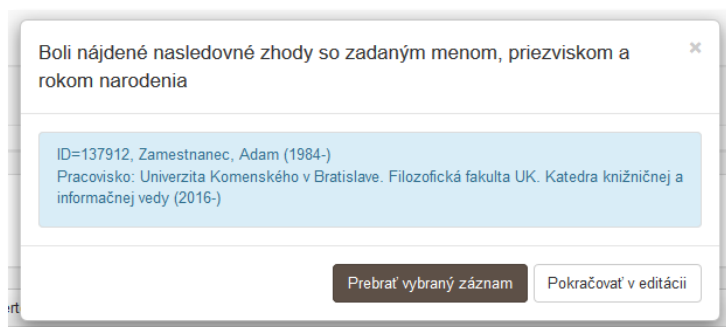 Boli nájdené nasledovné zhody so zadaným menom, priezviskom a
rokom narodenia
×
ID=137912, Zamestnanec, Adam (1984-)
Pracovisko: Univerzita Komenského v Bratislave. Filozofická fakulta UK. Katedra knižničnej a
informačnej vedy (2016-)
Prebrať vybraný záznam
Pokračovať v editácii
ert